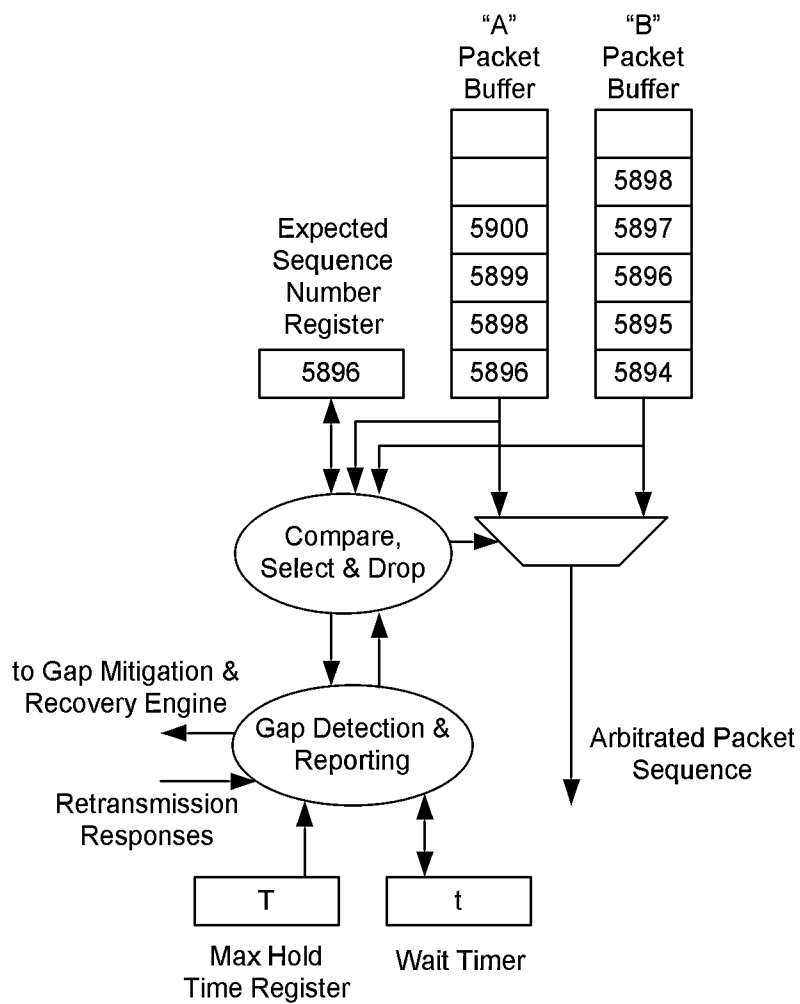 “A”
Packet
Buffer
“B”
Packet
Buffer
5898
5900
5897
5899
5896
5898
5895
5896
5894
Expected
Sequence
Number
Register
5896
Compare,
Select & Drop
to Gap Mitigation &
Recovery Engine
Gap Detection &
Reporting
Retransmission
Responses
Arbitrated Packet
Sequence
T
t
Max Hold
Time Register
Wait Timer